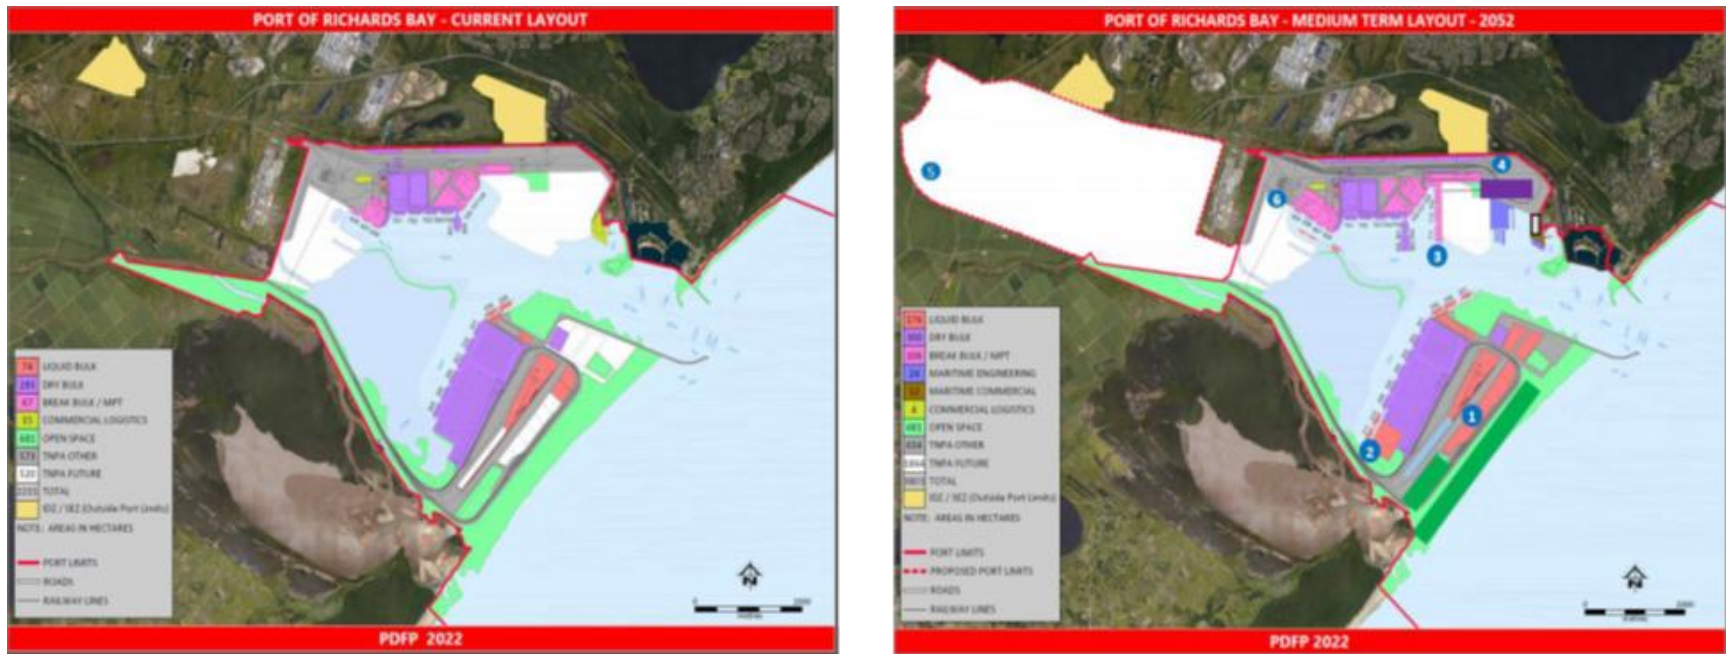 PORT OF RICHARDS BAY - CURRENT LAYOUT
74 LIQUID BULK
DRY BULK
67 BREAK BULK / MPT
COMMERCIAL LOGISTICS
681 OPEN SPACE
573 TNPA OTHER
520 TNPA FUTURE
TOTAL
IDZ / SEZ (Outside Port Limits)
NOTE: AREAS IN HECTARES
PORT LIMITS
ROADS
RAILWAY LINES
N
0
METRES
PDFP 2022
PORT OF RICHARDS BAY - MEDIUM TERM LAYOUT - 2052
5
4
6
3
1
2
LIQUID BULK
DRY BULK
BREAK BULK / MPT
MARITIME ENGINEERING
MARITIME COMMERCIAL
COMMERCIAL LOGISTICS
OPEN SPACE
TNPA OTHER
TNPA FUTURE
TOTAL
IDZ / SEZ (Outside Port Limits)
NOTE: AREAS IN HECTARES
PORT LIMITS
PROPOSED PORT LIMITS
ROADS
RAILWAY LINES
N
0
METRES
PDFP 2022